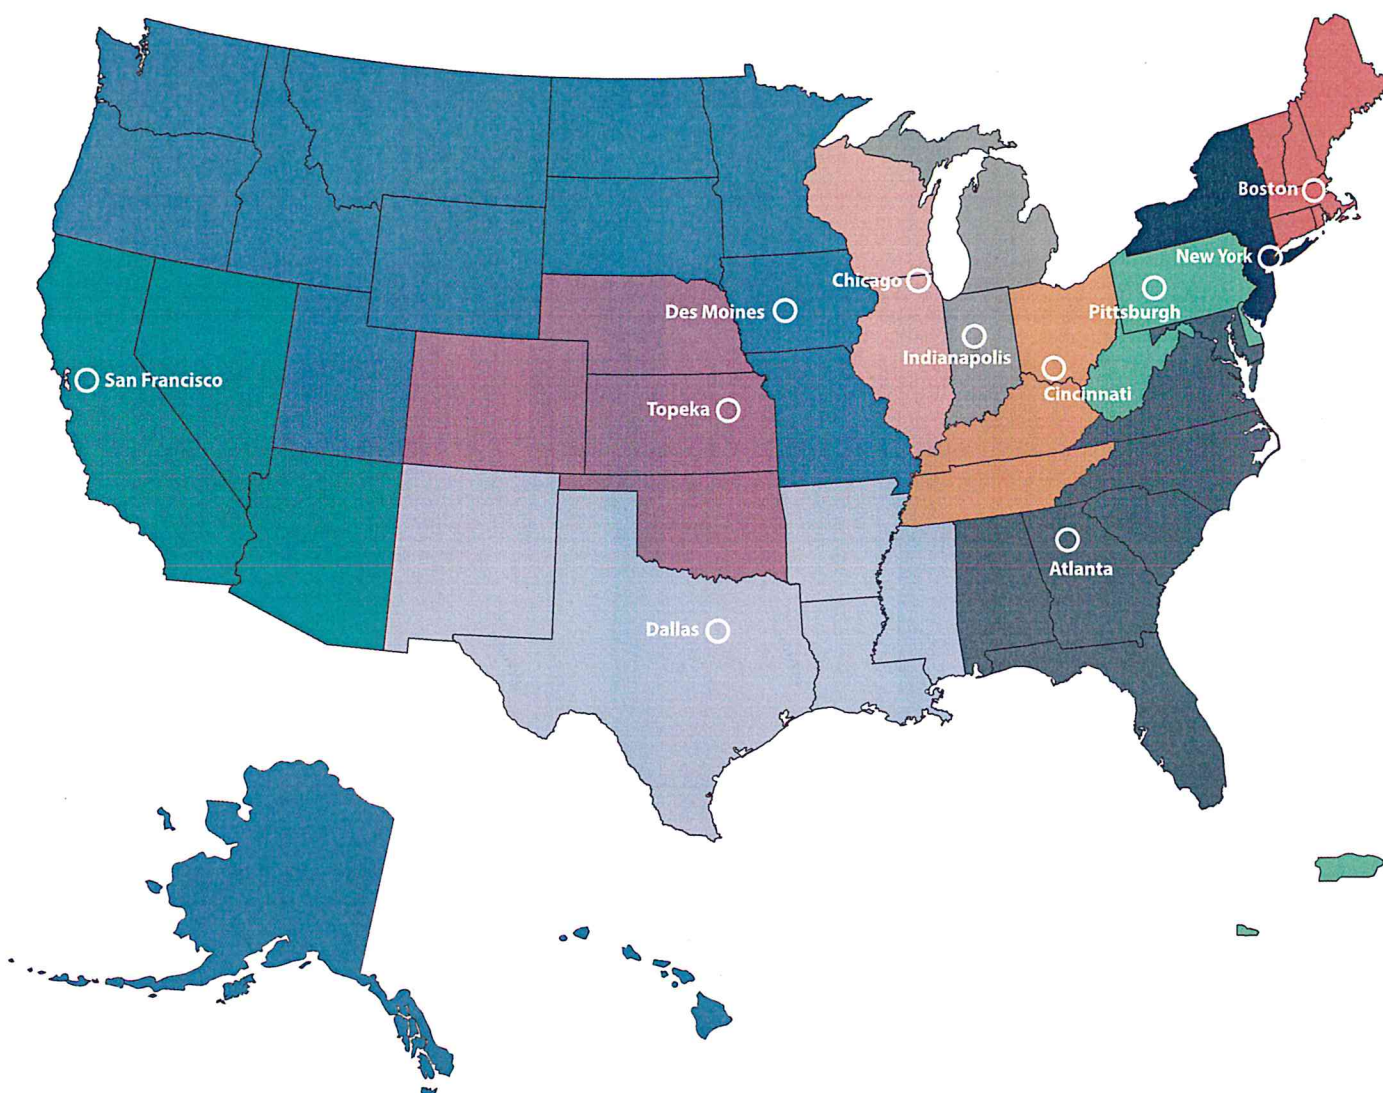 Boston
New York
Chicago
Pittsburgh
Des Moines
Indianapolis
San Francisco
Cincinnati
Topeka
Atlanta
Dallas